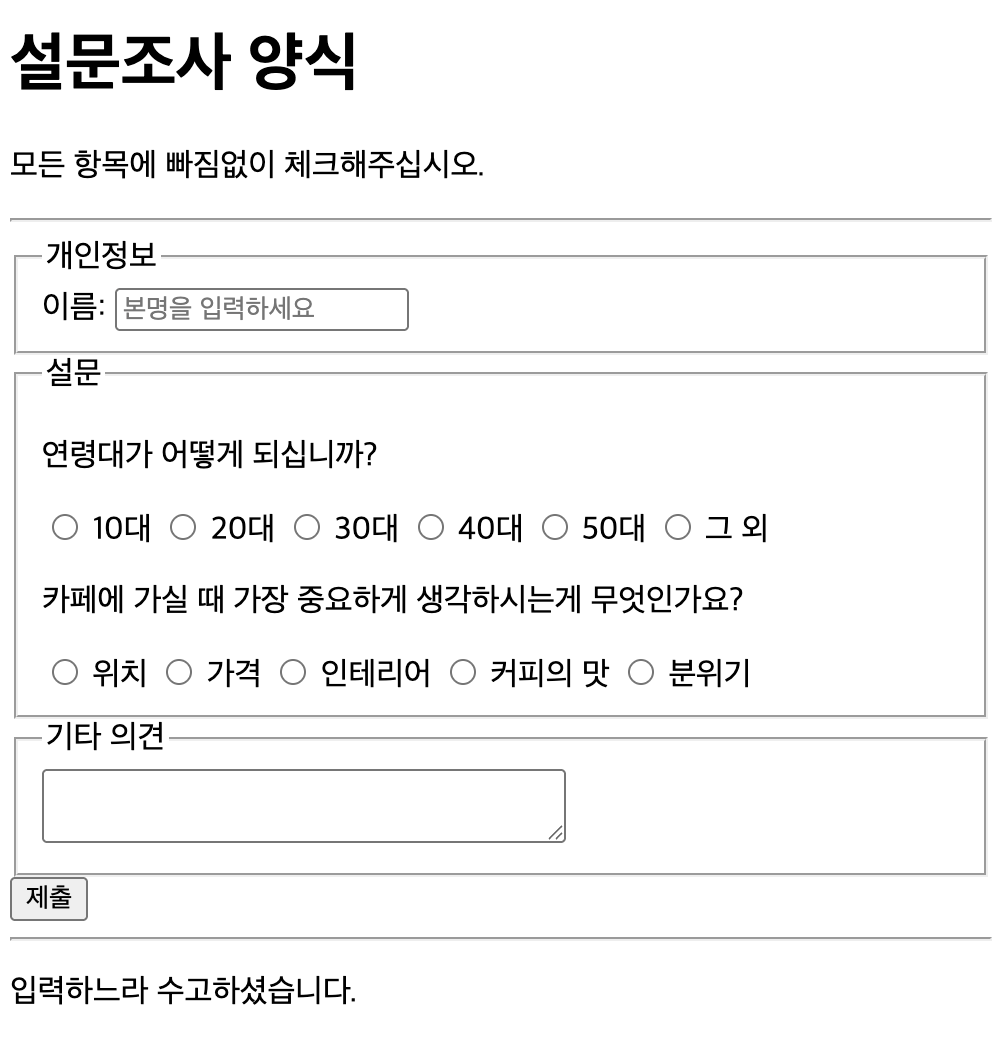 설문조사 양식
모든 항목에 빠짐없이 체크해주십시오.
개인정보
이름: 본명을 입력하세요
설문
연령대가 어떻게 되십니까?
10대 20대 30대 40대 50대 그 외
카페에 가실 때 가장 중요하게 생각하시는게 무엇인가요?
위치 가격 인테리어 커피의 맛 분위기
기타 의견
제출
입력하느라 수고하셨습니다.